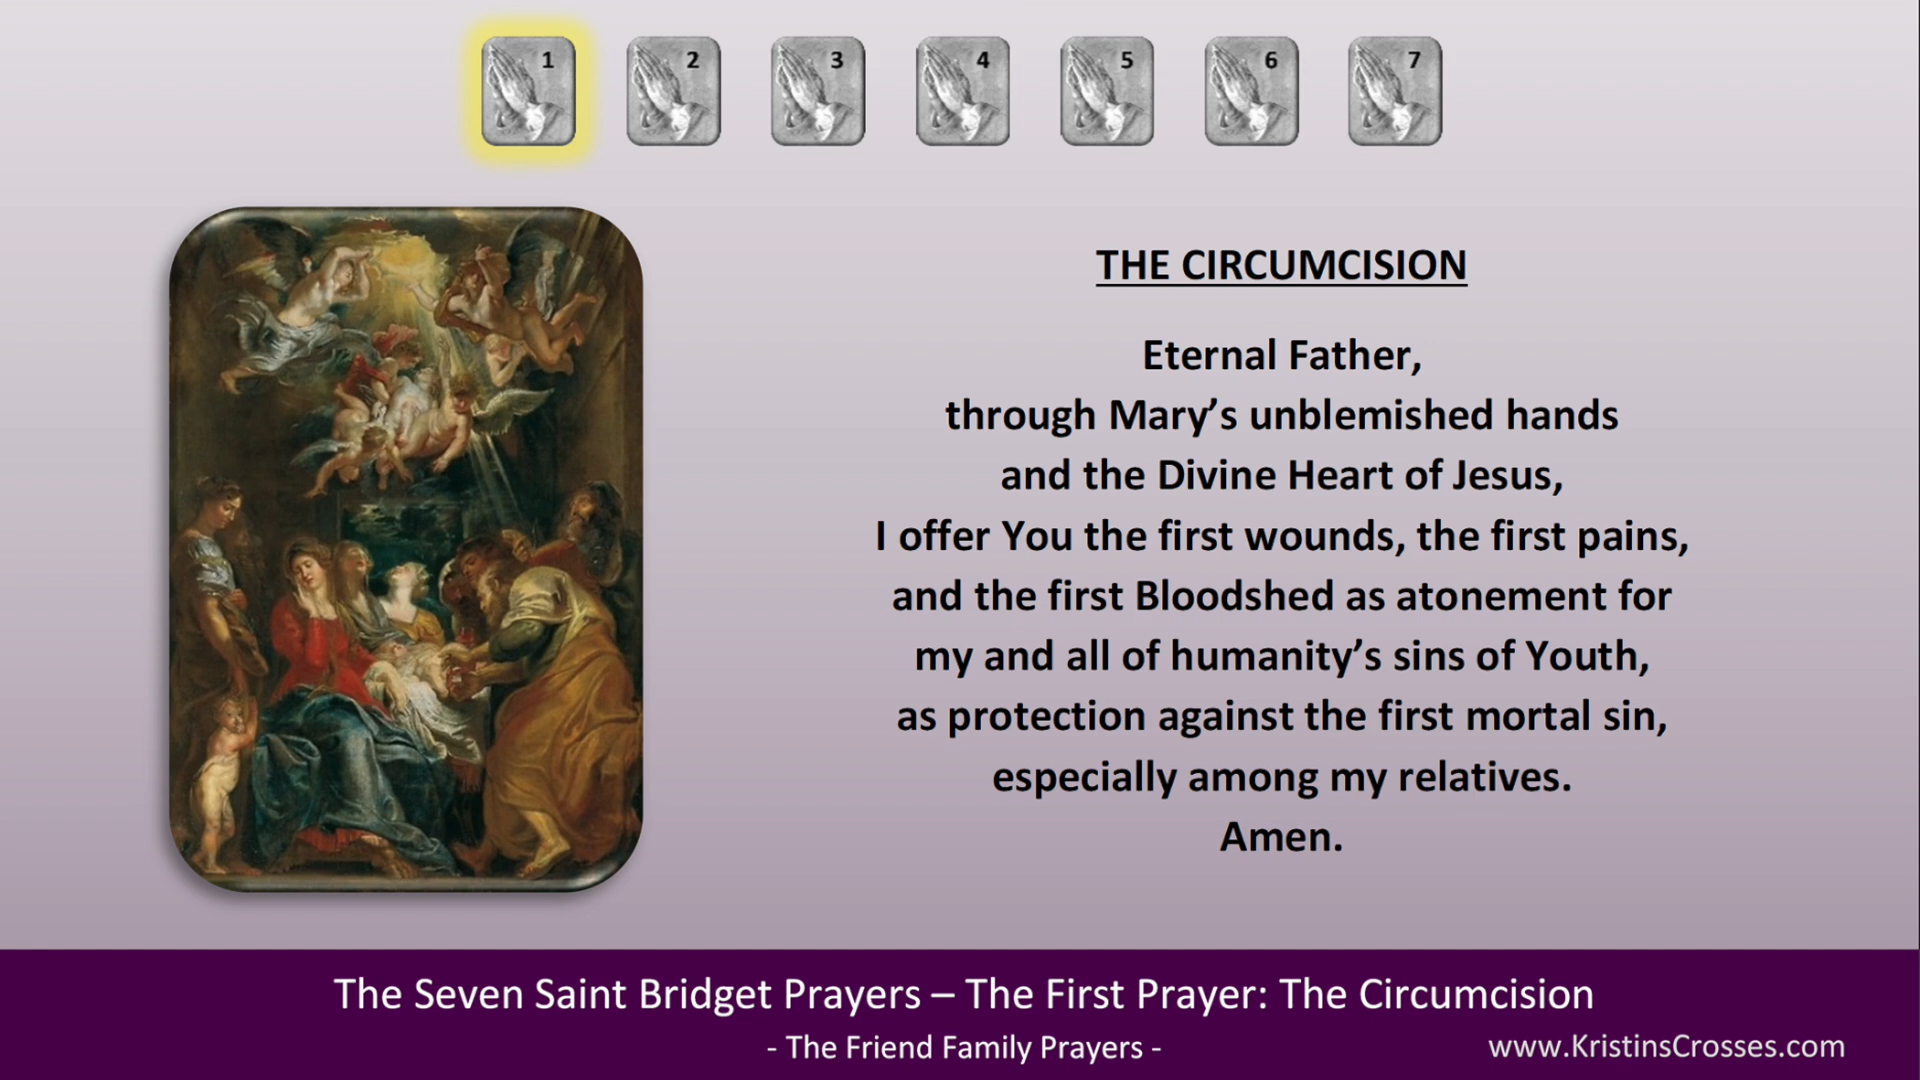 1
2
3
4
5
6
7
THE CIRCUMCISION
Eternal Father,
through Mary’s unblemished hands
and the Divine Heart of Jesus,
I offer You the first wounds, the first pains,
and the first Bloodshed as atonement for
my and all of humanity’s sins of Youth,
as protection against the first mortal sin,
especially among my relatives.
Amen.
The Seven Saint Bridget Prayers – The First Prayer: The Circumcision
- The Friend Family Prayers -
www.KristinsCrosses.com